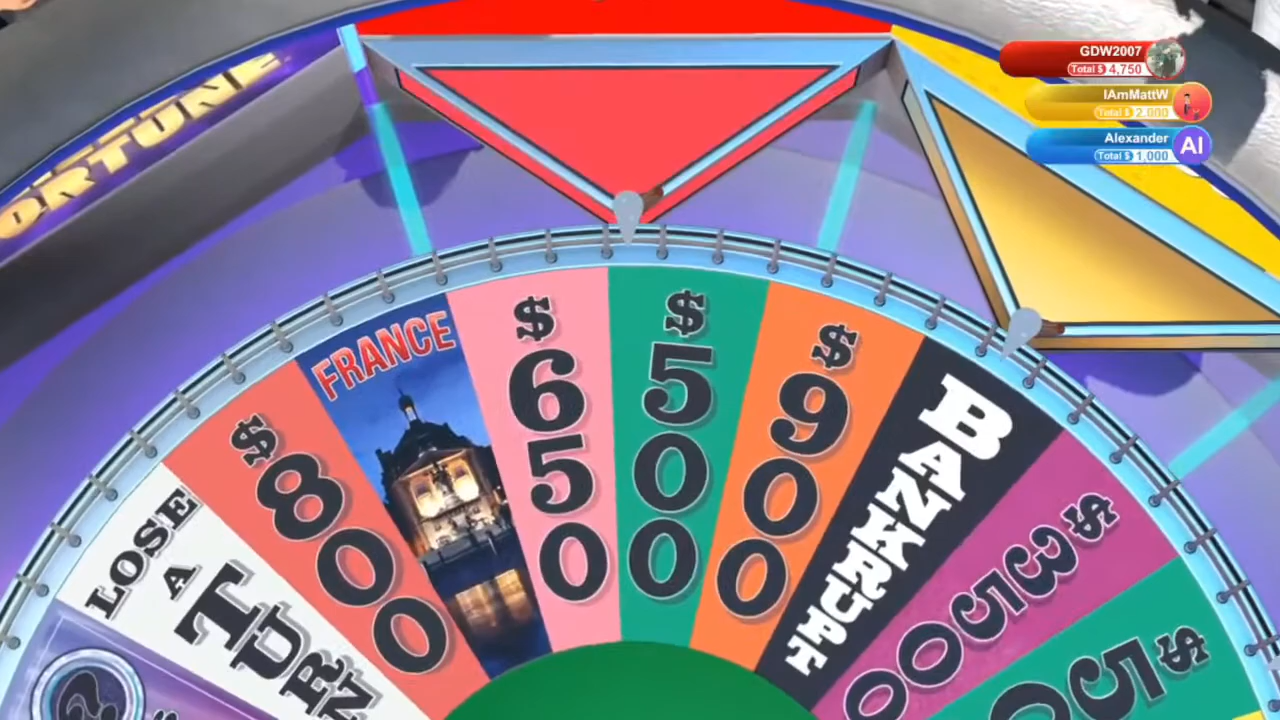 ORTUNE
GDW2007
Total $ 4,750
IAmMattW
Total $ 2,000
Alexander
Total $ 1,000
AI
LOSE
A
TURN
$800
FRANCE
$650
$500
$900
BANKRUPT
$3500
$5